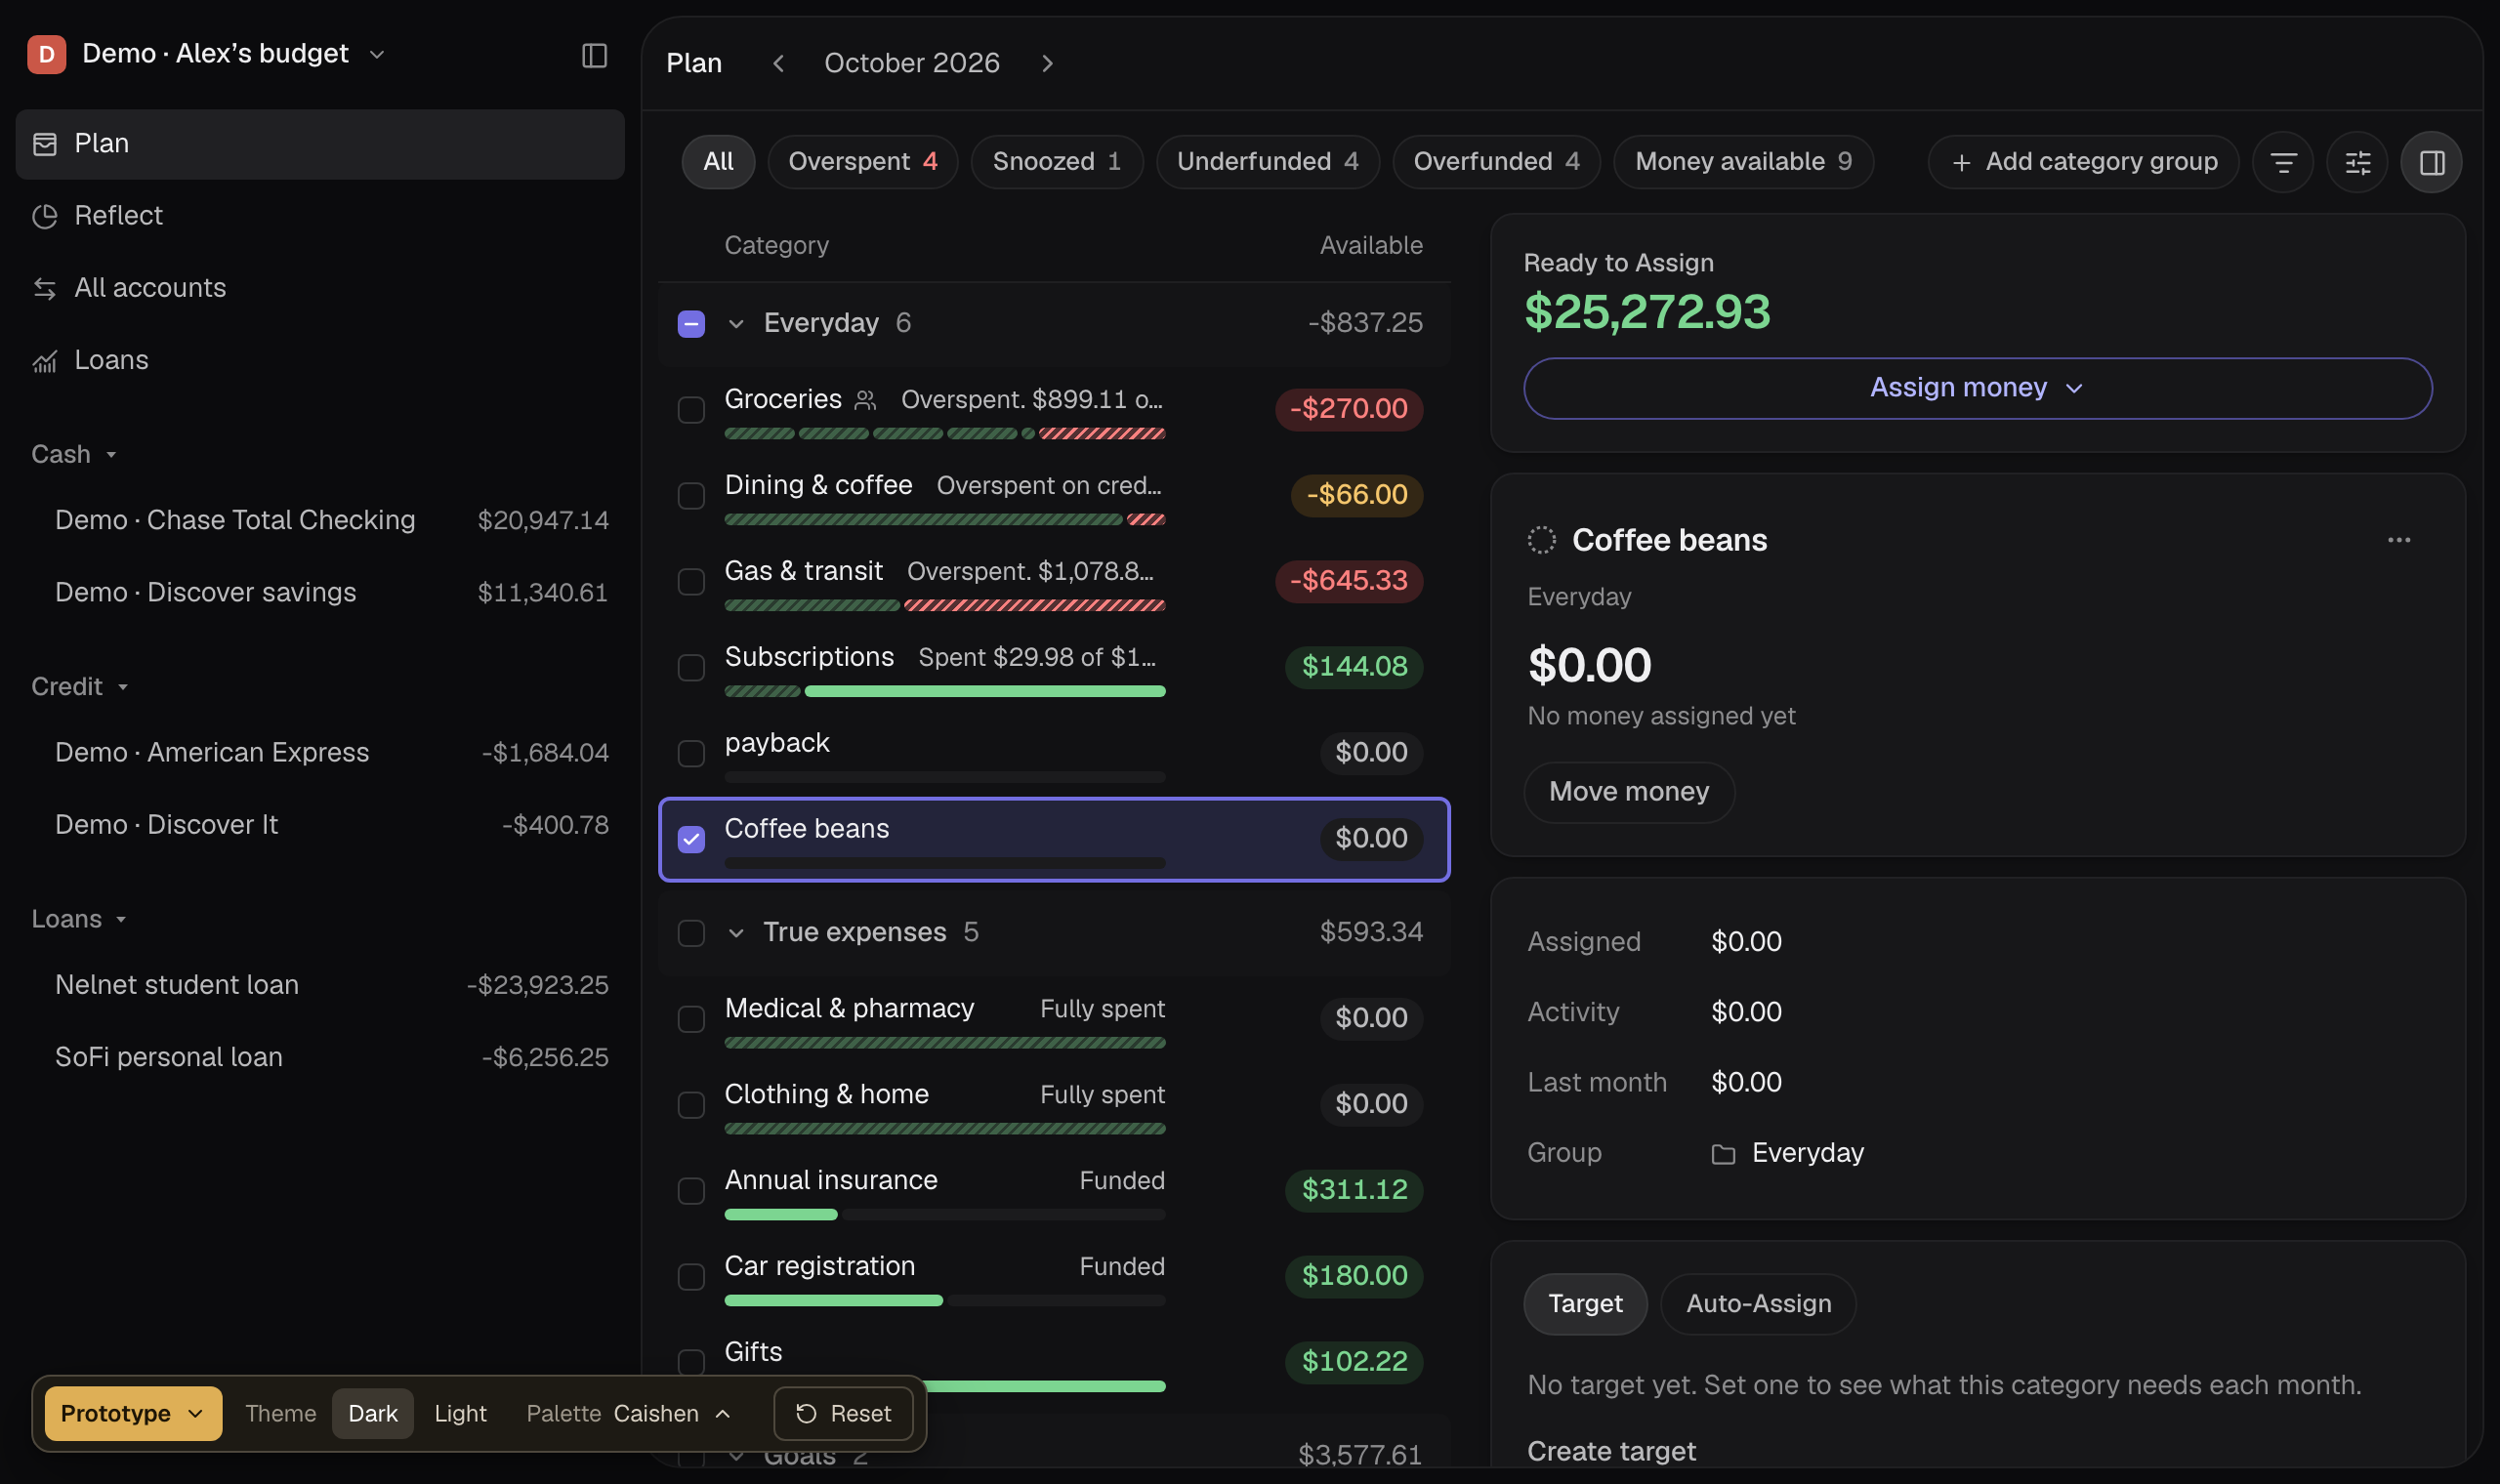 D Demo · Alex’s budget
Plan
Reflect
All accounts
Loans
Cash
Demo · Chase Total Checking $20,947.14
Demo · Discover savings $11,340.61
Credit
Demo · American Express -$1,684.04
Demo · Discover It -$400.78
Loans
Nelnet student loan -$23,923.25
SoFi personal loan -$6,256.25
Plan October 2026
All Overspent 4 Snoozed 1 Underfunded 4 Overfunded 4 Money available 9 Add category group
Category Available
Everyday 6 -$837.25
Groceries Overspent. $899.11 o… -$270.00
Dining & coffee Overspent on cred… -$66.00
Gas & transit Overspent. $1,078.8… -$645.33
Subscriptions Spent $29.98 of $1… $144.08
payback $0.00
Coffee beans $0.00
True expenses 5 $593.34
Medical & pharmacy Fully spent $0.00
Clothing & home Fully spent $0.00
Annual insurance Funded $311.12
Car registration Funded $180.00
Gifts $102.22
Goals 2 $3,577.61
Ready to Assign
$25,272.93
Assign money
Coffee beans
Everyday
$0.00
No money assigned yet
Move money
Assigned $0.00
Activity $0.00
Last month $0.00
Group Everyday
Target Auto-Assign
No target yet. Set one to see what this category needs each month.
Create target
Prototype Theme Dark Light Palette Caishen Reset